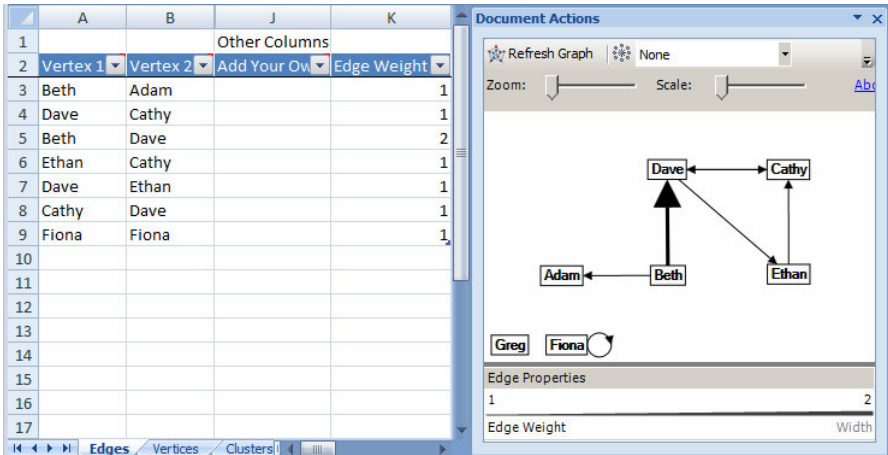 A B J K
1 Other Columns
2 Vertex 1 Vertex 2 Add Your Ow Edge Weight
3 Beth Adam 1
4 Dave Cathy 1
5 Beth Dave 2
6 Ethan Cathy 1
7 Dave Ethan 1
8 Cathy Dave 1
9 Fiona Fiona 1
10
11
12
13
14
15
16
17
Edges Vertices Clusters
Document Actions
Refresh Graph None
Zoom: Scale: Abo
Dave Cathy
Adam Beth Ethan
Greg Fiona
Edge Properties
1 2
Edge Weight Width